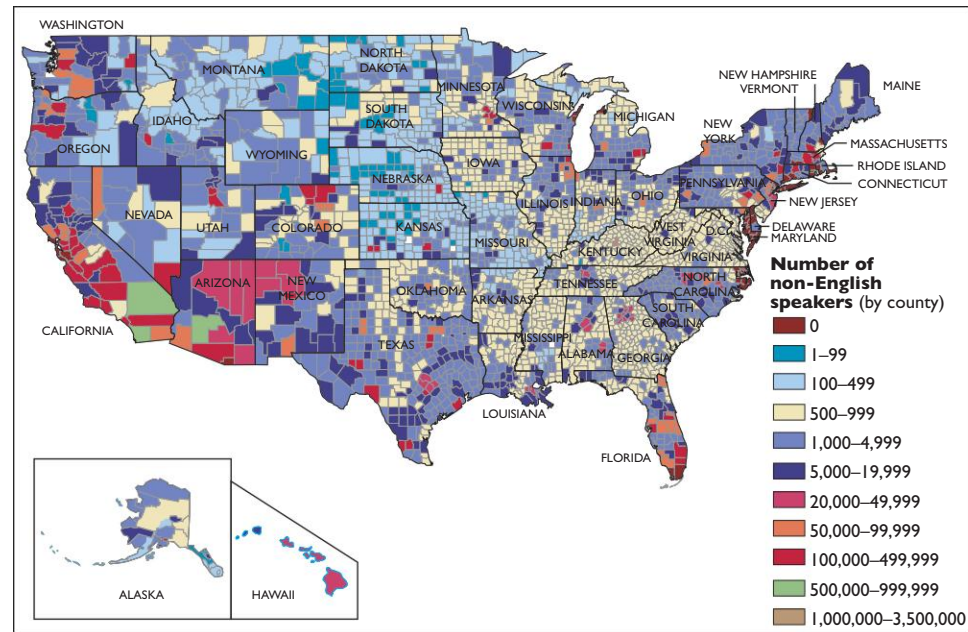 WASHINGTON
MONTANA
NORTH
DAKOTA
MINNESOTA
WISCONSIN
MICHIGAN
NEW HAMPSHIRE
VERMONT
MAINE
NEW
YORK
MASSACHUSETTS
RHODE ISLAND
CONNECTICUT
NEW JERSEY
DELAWARE
MARYLAND
OREGON
IDAHO
WYOMING
SOUTH
DAKOTA
IOWA
NEBRASKA
ILLINOIS
INDIANA
OHIO
PENNSYLVANIA
WEST
VIRGINIA
D.C.
VIRGINIA
NEVADA
UTAH
COLORADO
KANSAS
MISSOURI
KENTUCKY
CALIFORNIA
ARIZONA
NEW
MEXICO
OKLAHOMA
ARKANSAS
TENNESSEE
NORTH
CAROLINA
SOUTH
CAROLINA
TEXAS
MISSISSIPPI
ALABAMA
GEORGIA
LOUISIANA
FLORIDA
ALASKA
HAWAII
Number of
non-English
speakers (by county)
0
1–99
100–499
500–999
1,000–4,999
5,000–19,999
20,000–49,999
50,000–99,999
100,000–499,999
500,000–999,999
1,000,000–3,500,000